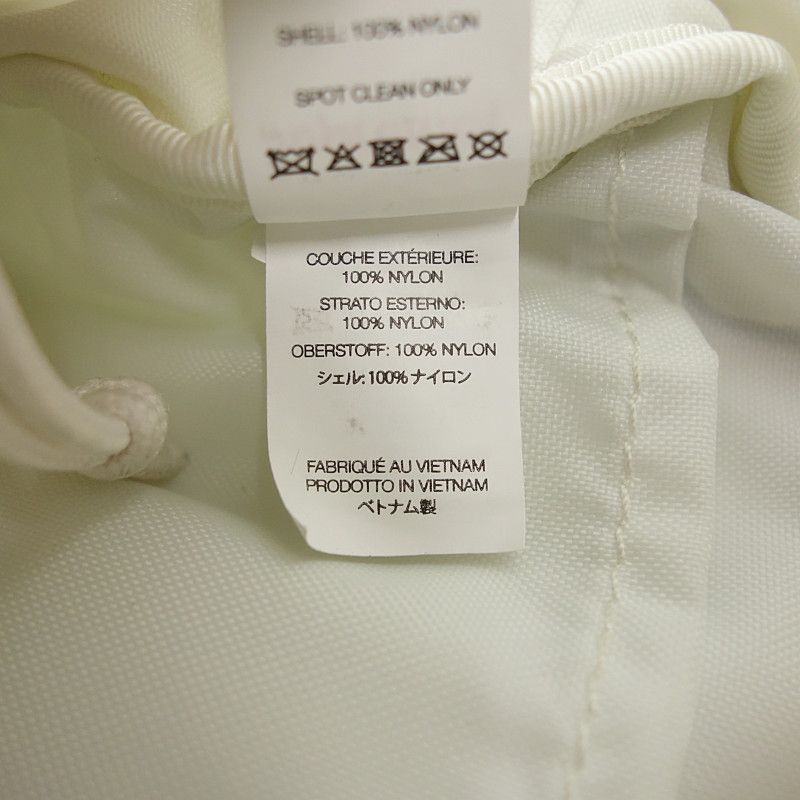 SHELL: 100% NYLON
SPOT CLEAN ONLY
COUCHE EXTÉRIEURE:
100% NYLON
STRATO ESTERNO:
100% NYLON
OBERSTOFF: 100% NYLON
シェル:100%ナイロン
FABRIQUÉ AU VIETNAM
PRODOTTO IN VIETNAM
ベトナム製